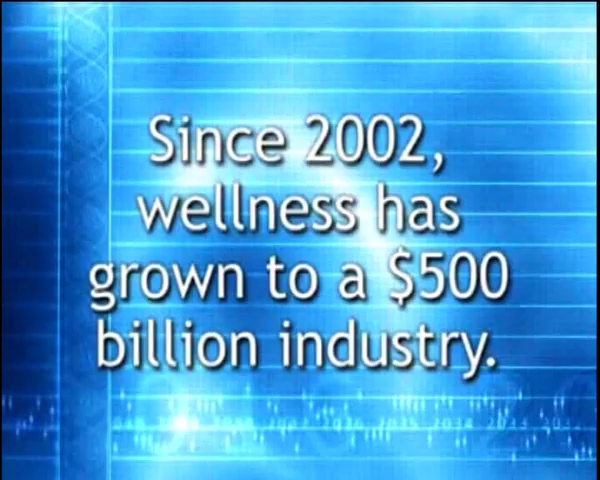 Since 2002,
wellness has
grown to a $500
billion industry.